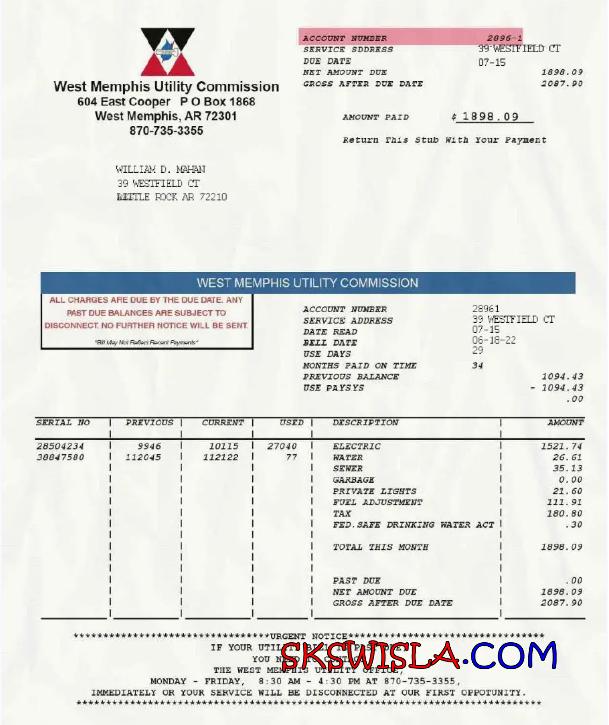 ACCOUNT NUMBER 2896-1
SERVICE SDDRESS 39 WESTFIELD CT
DUE DATE 07-15
NET AMOUNT DUE 1898.09
GROSS AFTER DUE DATE 2087.90
West Memphis Utility Commission
604 East Cooper P O Box 1868
West Memphis, AR 72301
870-735-3355
AMOUNT PAID $ 1898.09
Return This Stub With Your Payment
WILLIAM D. MAHAN
39 WESTFIELD CT
ROCK AR 72210
WEST MEMPHIS UTILITY COMMISSION
ALL CHARGES ARE DUE BY THE DUE DATE. ANY
PAST DUE BALANCES ARE SUBJECT TO
DISCONNECT. NO FURTHER NOTICE WILL BE SENT.
"Bill May Not Reflect Recent Payments"
ACCOUNT NUMBER 28961
SERVICE ADDRESS 39 WESTFIELD CT
DATE READ 07-15
BELL DATE 06-18-22
USE DAYS 29
MONTHS PAID ON TIME 34
PREVIOUS BALANCE 1094.43
USE PAYSYS - 1094.43
.00
SERIAL NO PREVIOUS CURRENT USED DESCRIPTION AMOUNT
28504234 9946 10115 27040 ELECTRIC 1521.74
38847580 112045 112122 77 WATER 26.61
SEWER 35.13
GARBAGE 0.00
PRIVATE LIGHTS 21.60
FUEL ADJUSTMENT 111.91
TAX 180.80
FED.SAFE DRINKING WATER ACT .30
TOTAL THIS MONTH 1898.09
PAST DUE .00
NET AMOUNT DUE 1898.09
GROSS AFTER DUE DATE 2087.90
********************************URGENT NOTICE********************************
IF YOUR UTILITY BILL IS PAST DUE,
YOU NEED TO
SKSWISLA.COM
THE WEST MEMPHIS UTILITY OFFICE,
MONDAY - FRIDAY, 8:30 AM - 4:30 PM AT 870-735-3355,
IMMEDIATELY OR YOUR SERVICE WILL BE DISCONNECTED AT OUR FIRST OPPOTUNITY.
******************************************************************************